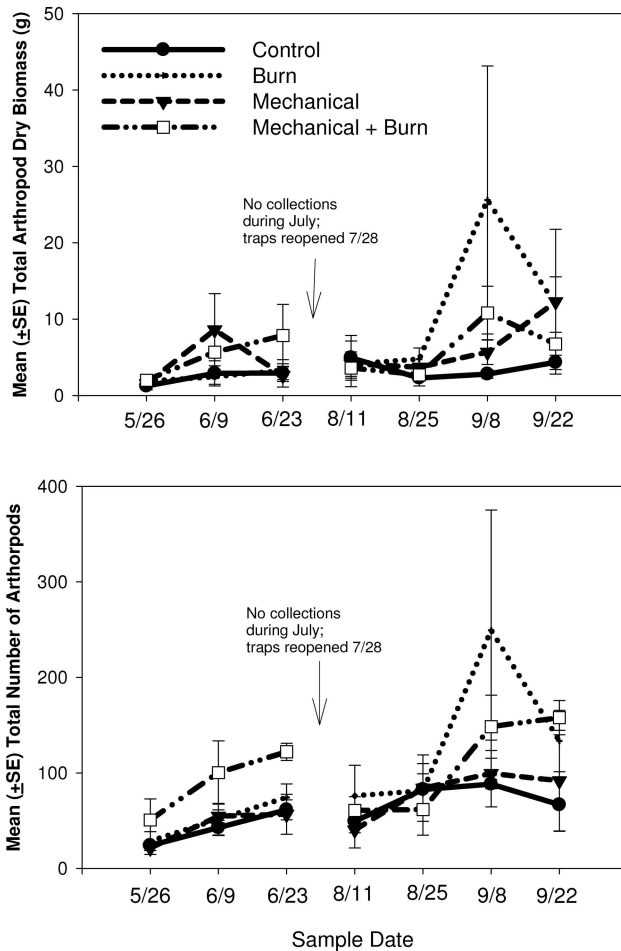 Mean (±SE) Total Arthropod Dry Biomass (g)
50
40
30
20
10
0
Control
Burn
Mechanical
Mechanical + Burn
No collections
during July;
traps reopened 7/28
5/26 6/9 6/23 8/11 8/25 9/8 9/22
Mean (±SE) Total Number of Arthorpods
400
300
200
100
0
No collections
during July;
traps reopened 7/28
5/26 6/9 6/23 8/11 8/25 9/8 9/22
Sample Date